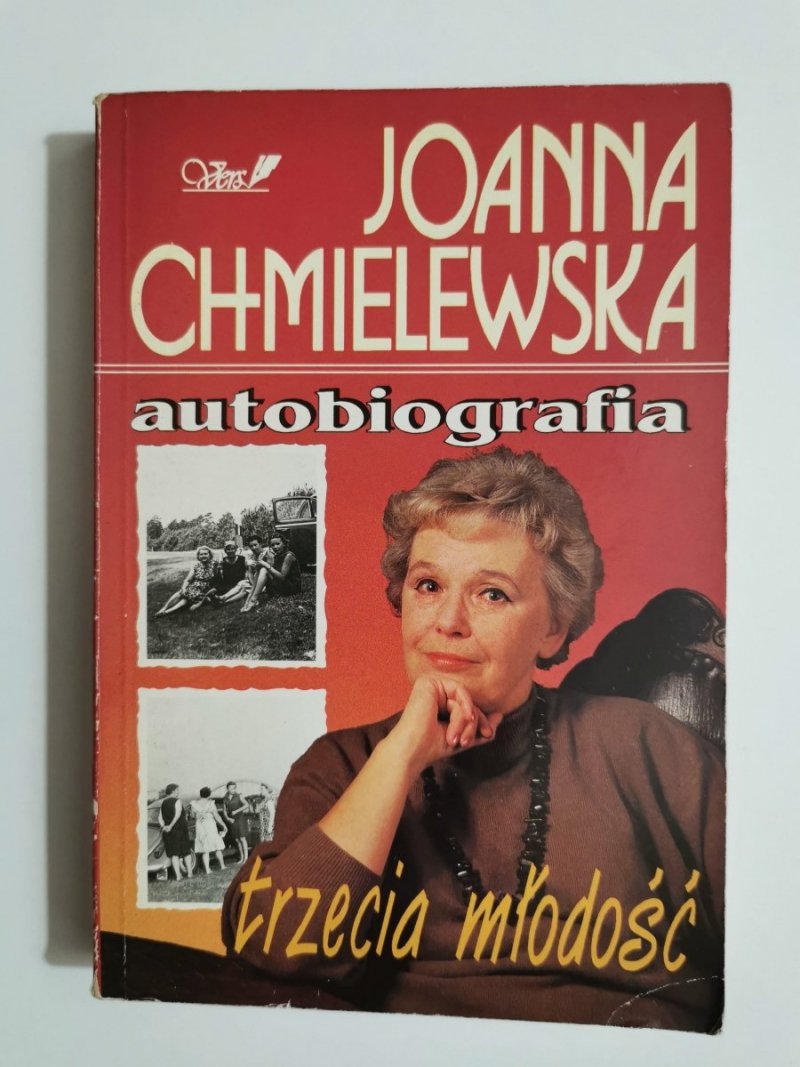 Vers
JOANNA
CHMIELEWSKA
autobiografia
trzecia młodość